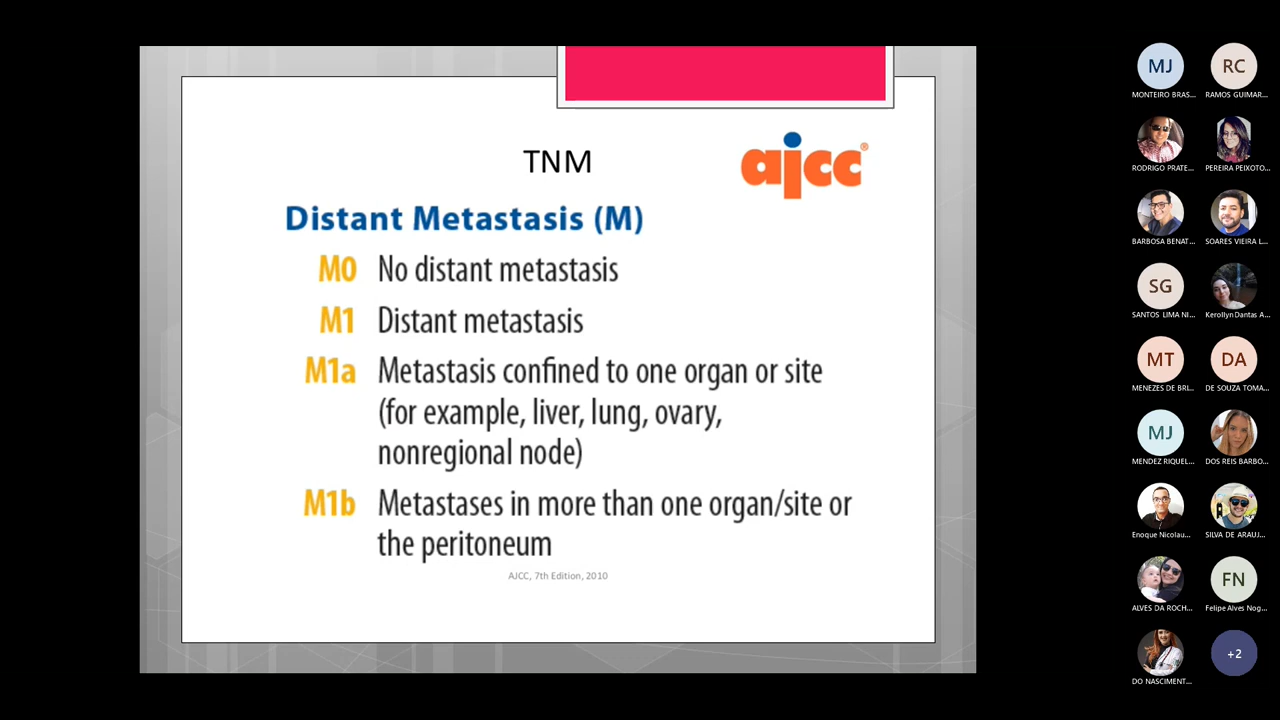 TNM
ajcc®
Distant Metastasis (M)
M0 No distant metastasis
M1 Distant metastasis
M1a Metastasis confined to one organ or site
(for example, liver, lung, ovary,
nonregional node)
M1b Metastases in more than one organ/site or
the peritoneum
AJCC, 7th Edition, 2010
MJ RC
MONTEIRO BRAS... RAMOS GUIMAR...
RODRIGO PRATE... PEREIRA PEIXOTO...
BARBOSA BENAT... SOARES VIEIRA L...
SG
SANTOS LIMA NI... Kerollyn Dantas A...
MT DA
MENEZES DE BRI... DE SOUZA TOMA...
MJ
MENDEZ RIQUEL... DOS REIS BARBO...
Enoque Nicolau... SILVA DE ARAUJ...
FN
ALVES DA ROCH... Felipe Alves Nog...
+2
DO NASCIMENT...